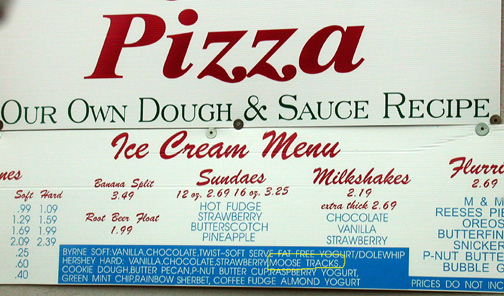 Pizza
OUR OWN DOUGH & SAUCE RECIPE
Ice Cream Menu
nes
Soft Hard
.99 1.09
1.29 1.59
1.69 1.99
2.09 2.39
.25
.60
.40
Banana Split
3.49
Root Beer Float
1.99
Sundaes
12 oz. 2.69 16 oz. 3.25
HOT FUDGE
STRAWBERRY
BUTTERSCOTCH
PINEAPPLE
Milkshakes
2.19
extra thick 2.69
CHOCOLATE
VANILLA
STRAWBERRY
Flurri
2.69
M & M
REESES PIE
OREOS
BUTTERFIN
SNICKER
P-NUT BUTTER
BUBBLE G
BYRNE SOFT:VANILLA,CHOCOLATE,TWIST-SOFT SERVE FAT FREE YOGURT/DOLEWHIP
HERSHEY HARD: VANILLA,CHOCOLATE,STRAWBERRY,MOOSE TRACKS,
COOKIE DOUGH,BUTTER PECAN,P-NUT BUTTER CUP,RASPBERRY YOGURT,
GREEN MINT CHIP,RAINBOW SHERBET, COFFEE FUDGE ALMOND YOGURT
PRICES DO NOT